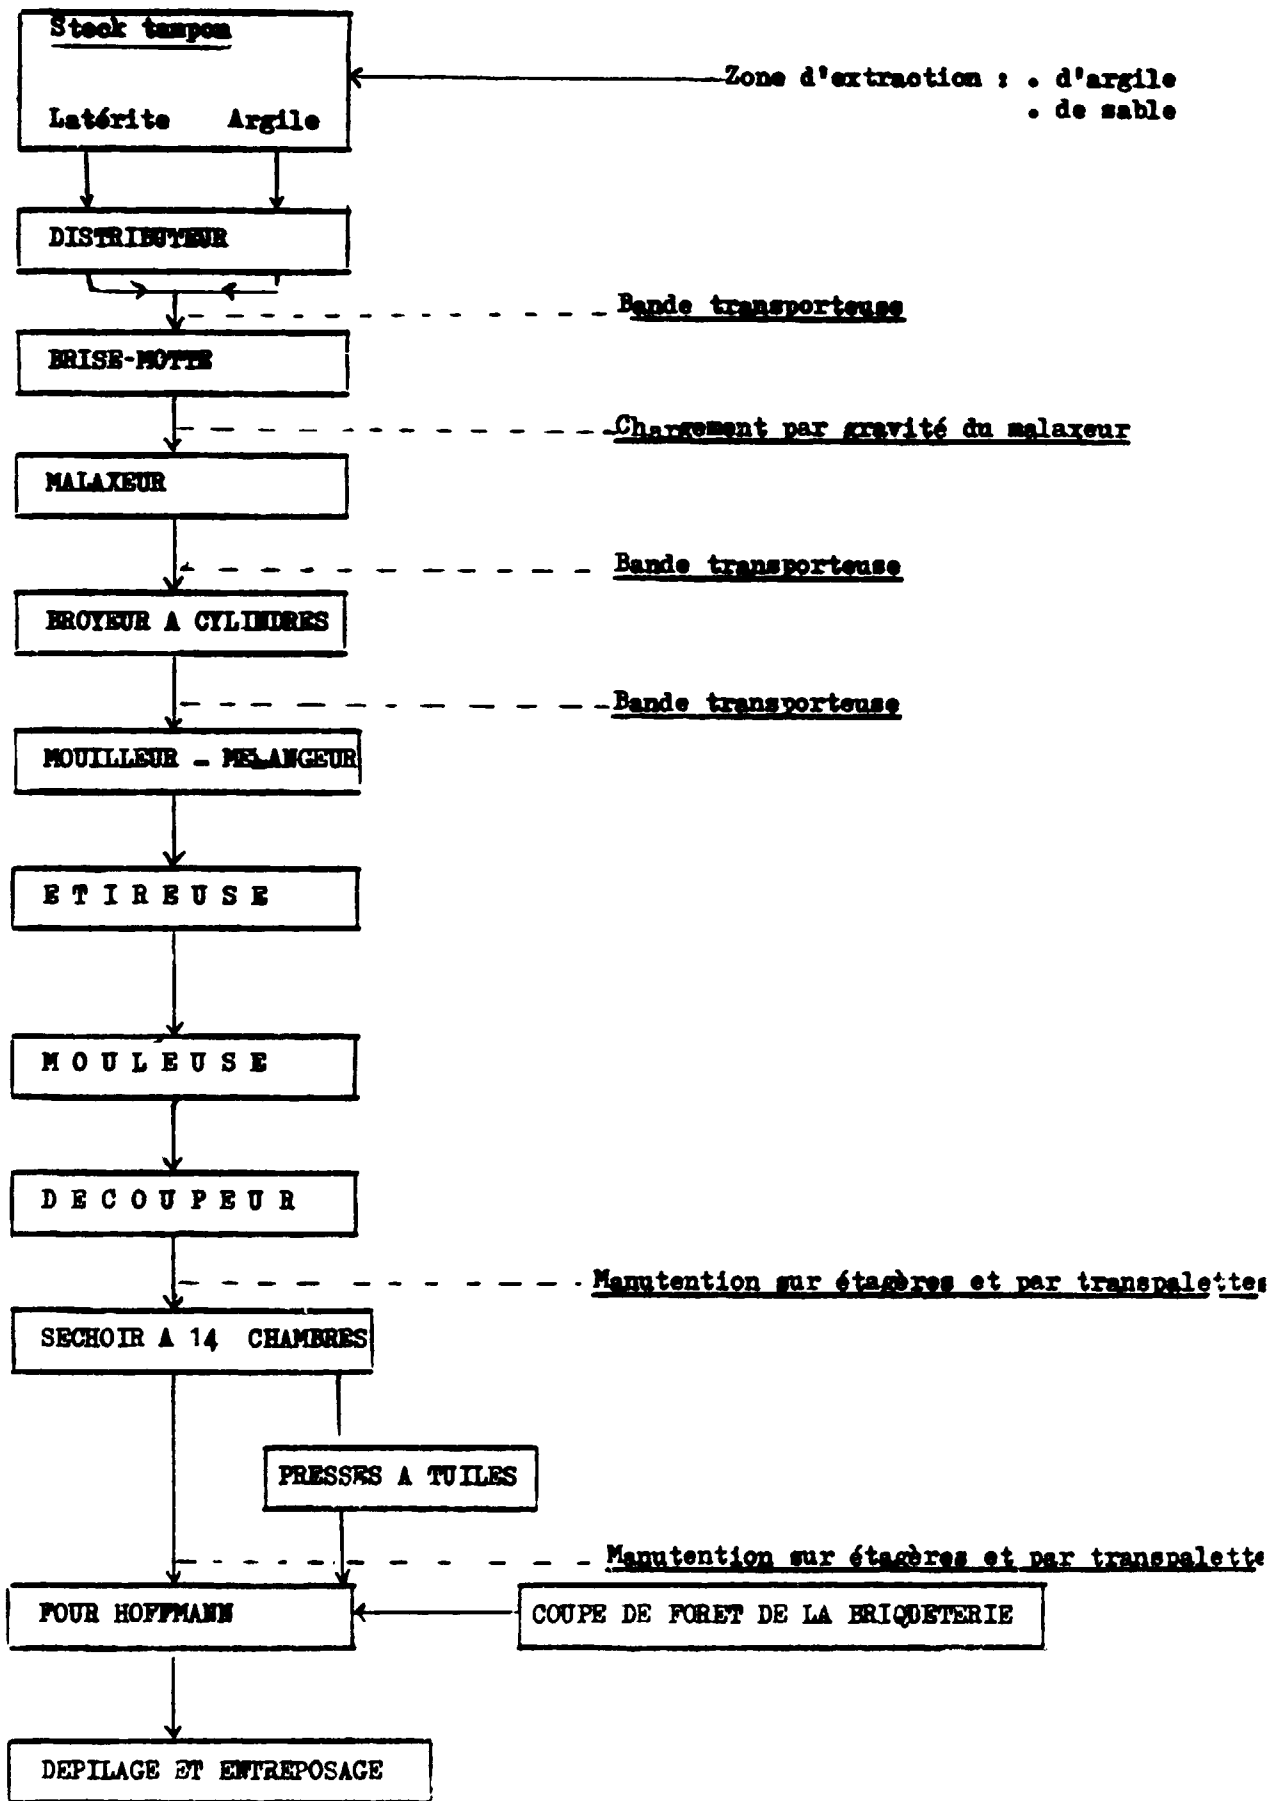 Stock tampon
Zone d'extraction : . d'argile
. de sable
Latérite Argile
DISTRIBUTEUR
Bande transporteuse
BRISE-MOTTE
Chargement par gravité du malaxeur
MALAXEUR
Bande transporteuse
BROYEUR A CYLINDRES
Bande transporteuse
MOUILLEUR - MELANGEUR
E T I R E U S E
M O U L E U S E
D E C O U P E U R
Manutention sur étagères et par transpalettes
SECHOIR A 14 CHAMBRES
PRESSES A TUILES
Manutention sur étagères et par transpalette
FOUR HOFFMANN
COUPE DE FORET DE LA BRIQUETERIE
DEPILAGE ET ENTREPOSAGE